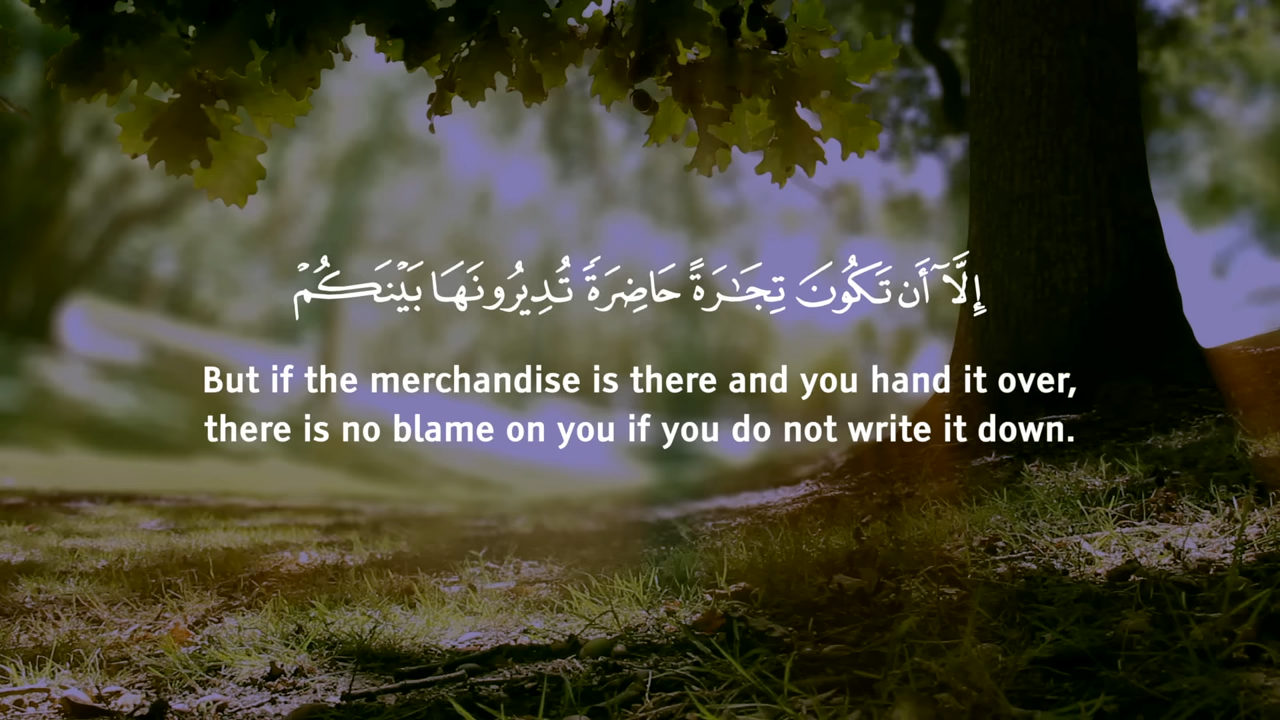 إِلَّآ أَن تَكُونَ تِجَـٰرَةً حَاضِرَةً تُدِيرُونَهَا بَيْنَكُمْ
But if the merchandise is there and you hand it over,
there is no blame on you if you do not write it down.